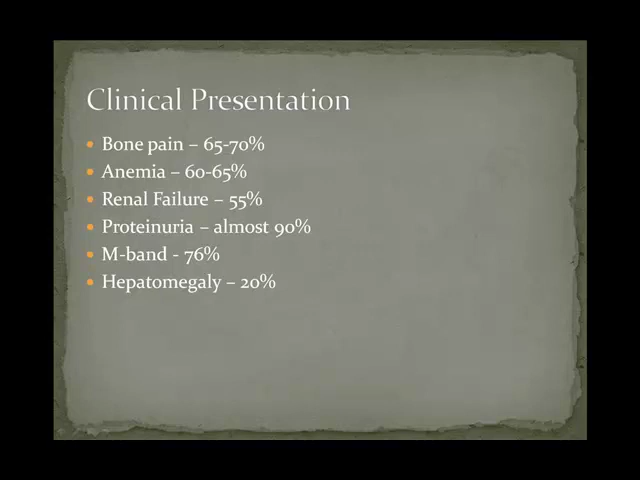 Clinical Presentation
• Bone pain – 65-70%
• Anemia – 60-65%
• Renal Failure – 55%
• Proteinuria – almost 90%
• M-band - 76%
• Hepatomegaly – 20%